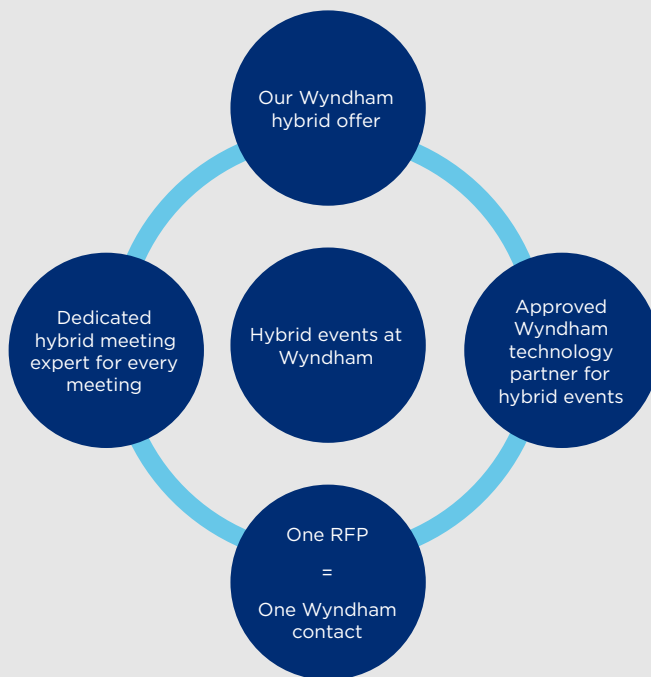 Our Wyndham
hybrid offer
Dedicated
hybrid meeting
expert for every
meeting
Hybrid events at
Wyndham
Approved
Wyndham
technology
partner for
hybrid events
One RFP
=
One Wyndham
contact